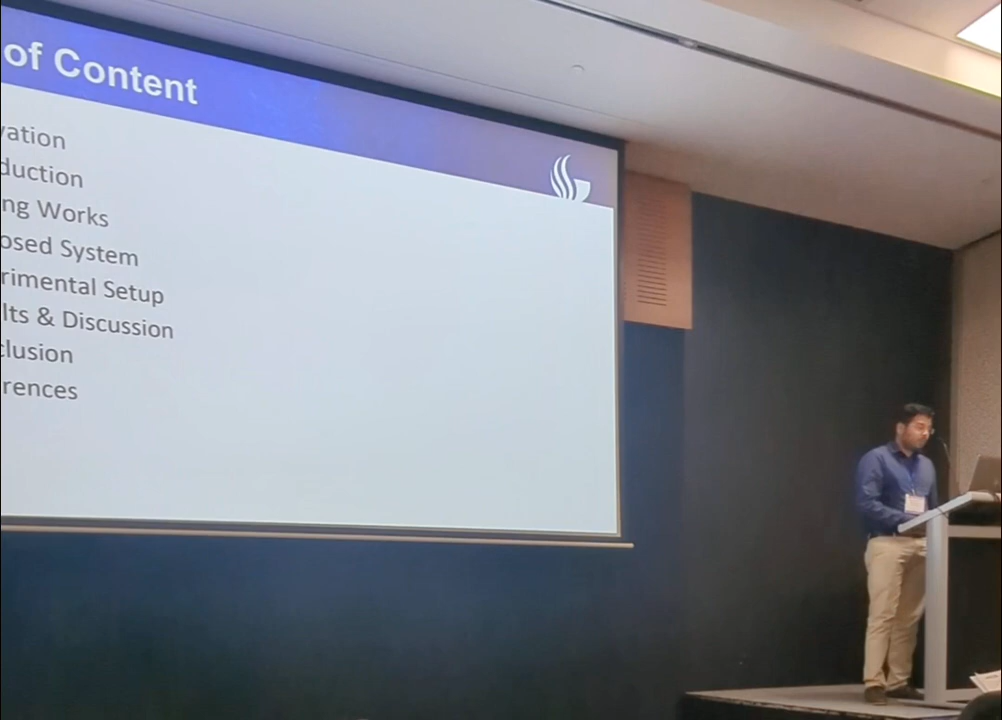 of Content
vation
duction
ng Works
osed System
rimental Setup
lts & Discussion
clusion
rences